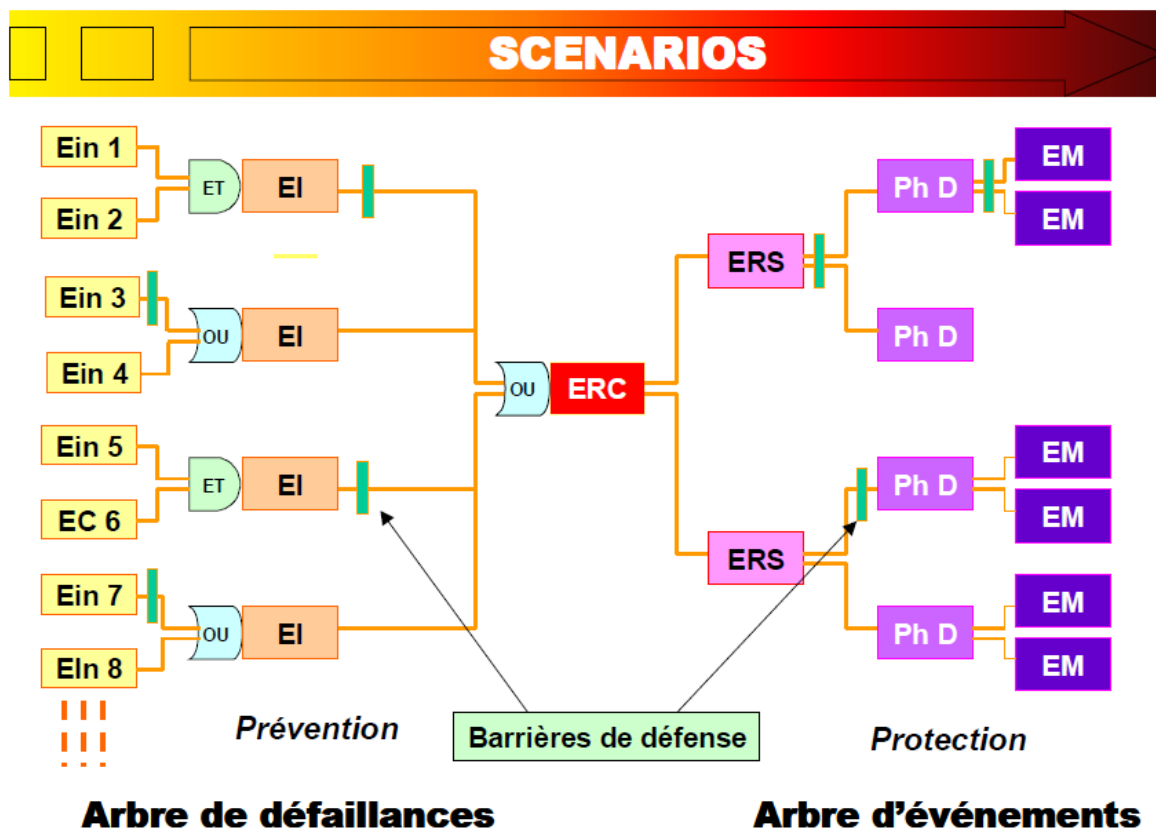 SCENARIOS
Ein 1
ET
EI
Ein 2
Ein 3
OU
EI
Ein 4
Ein 5
ET
EI
EC 6
Ein 7
OU
EI
EIn 8
OU
ERC
ERS
ERS
Ph D
Ph D
Ph D
Ph D
EM
EM
EM
EM
EM
EM
Prévention
Barrières de défense
Protection
Arbre de défaillances
Arbre d'événements